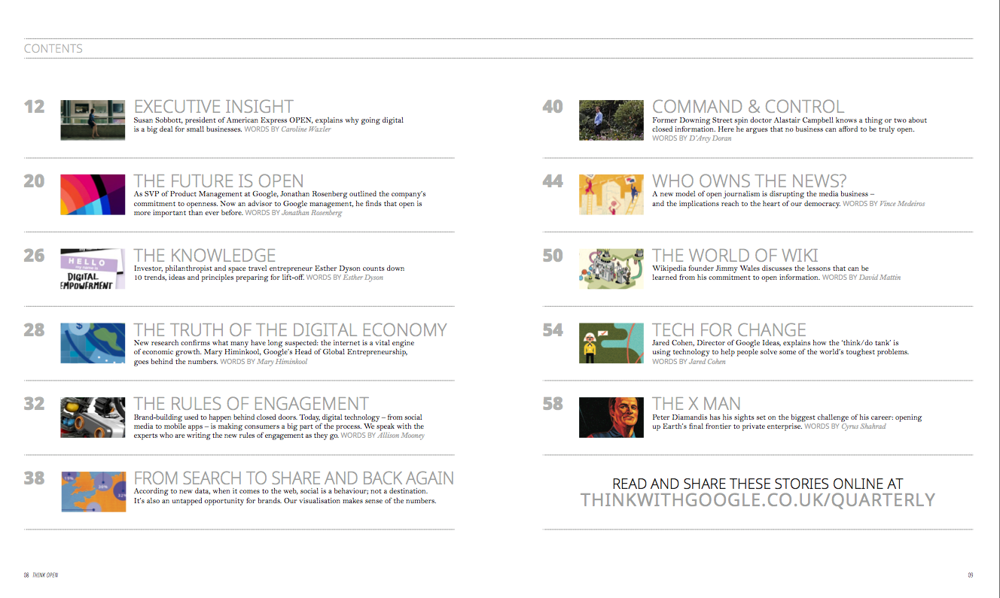 CONTENTS
12
EXECUTIVE INSIGHT
Susan Sobbott, president of American Express OPEN, explains why going digital
is a big deal for small businesses. WORDS BY Caroline Waxler
20
THE FUTURE IS OPEN
As SVP of Product Management at Google, Jonathan Rosenberg outlined the company's
commitment to openness. Now an advisor to Google management, he finds that open is
more important than ever before. WORDS BY Jonathan Rosenberg
26
HELLO
my name is
DIGITAL
EMPOWERMENT
THE KNOWLEDGE
Investor, philanthropist and space travel entrepreneur Esther Dyson counts down
10 trends, ideas and principles preparing for lift-off. WORDS BY Esther Dyson
28
THE TRUTH OF THE DIGITAL ECONOMY
New research confirms what many have long suspected: the internet is a vital engine
of economic growth. Mary Himinkool, Google's Head of Global Entrepreneurship,
goes behind the numbers. WORDS BY Mary Himinkool
32
THE RULES OF ENGAGEMENT
Brand-building used to happen behind closed doors. Today, digital technology – from social
media to mobile apps – is making consumers a big part of the process. We speak with the
experts who are writing the new rules of engagement as they go. WORDS BY Allison Mooney
38
FROM SEARCH TO SHARE AND BACK AGAIN
According to new data, when it comes to the web, social is a behaviour; not a destination.
It's also an untapped opportunity for brands. Our visualisation makes sense of the numbers.
40
COMMAND & CONTROL
Former Downing Street spin doctor Alastair Campbell knows a thing or two about
closed information. Here he argues that no business can afford to be truly open.
WORDS BY D'Arcy Doran
44
WHO OWNS THE NEWS?
A new model of open journalism is disrupting the media business –
and the implications reach to the heart of our democracy. WORDS BY Vince Medeiros
50
THE WORLD OF WIKI
Wikipedia founder Jimmy Wales discusses the lessons that can be
learned from his commitment to open information. WORDS BY David Mattin
54
TECH FOR CHANGE
Jared Cohen, Director of Google Ideas, explains how the 'think/do tank' is
using technology to help people solve some of the world's toughest problems.
WORDS BY Jared Cohen
58
THE X MAN
Peter Diamandis has his sights set on the biggest challenge of his career: opening
up Earth's final frontier to private enterprise. WORDS BY Cyrus Shahrad
READ AND SHARE THESE STORIES ONLINE AT
THINKWITHGOOGLE.CO.UK/QUARTERLY
08 THINK OPEN
09